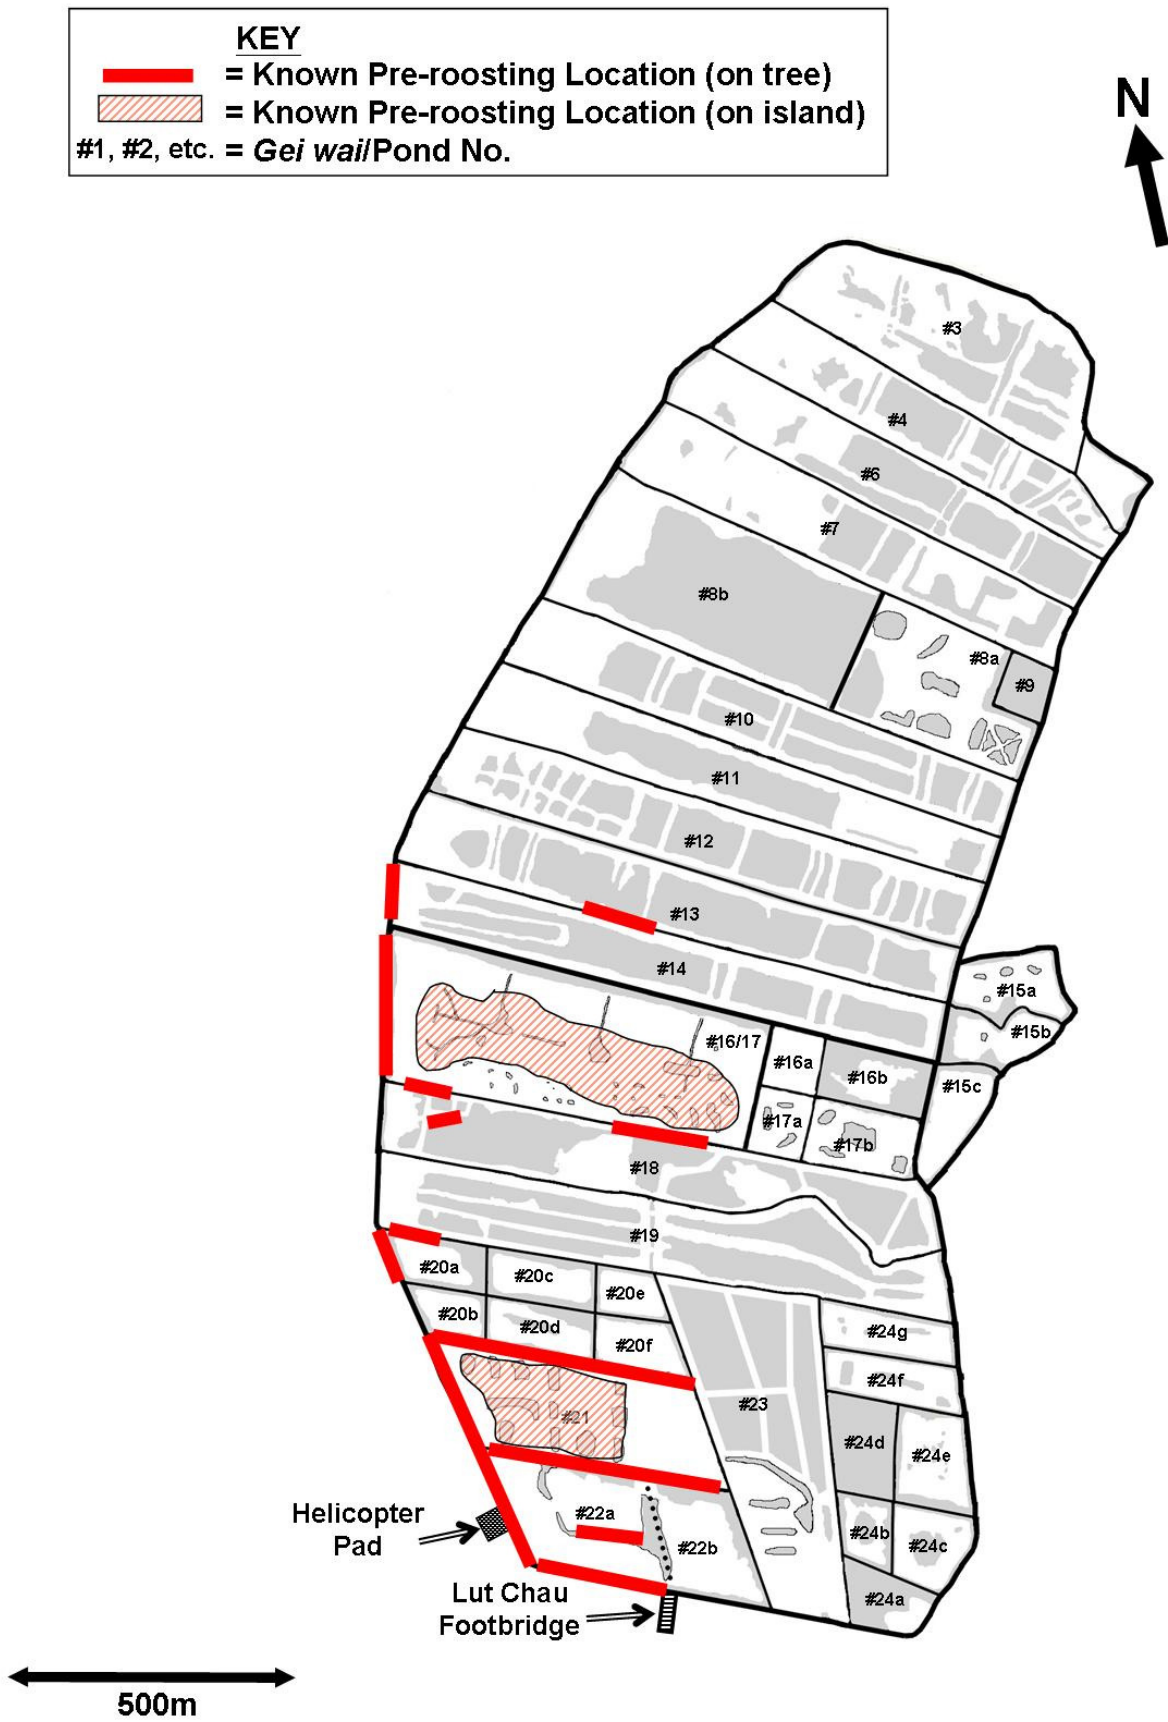 KEY
= Known Pre-roosting Location (on tree)
= Known Pre-roosting Location (on island)
#1, #2, etc. = Gei wai/Pond No.
N
#3
#4
#6
#7
#8b
#8a
#9
#10
#11
#12
#13
#14
#15a
#15b
#16/17
#16a
#16b
#15c
#17a
#17b
#18
#19
#20a
#20c
#20e
#20b
#20d
#20f
#24g
#24f
#21
#23
#24d
#24e
#22a
#22b
#24b
#24c
#24a
Helicopter
Pad
Lut Chau
Footbridge
500m